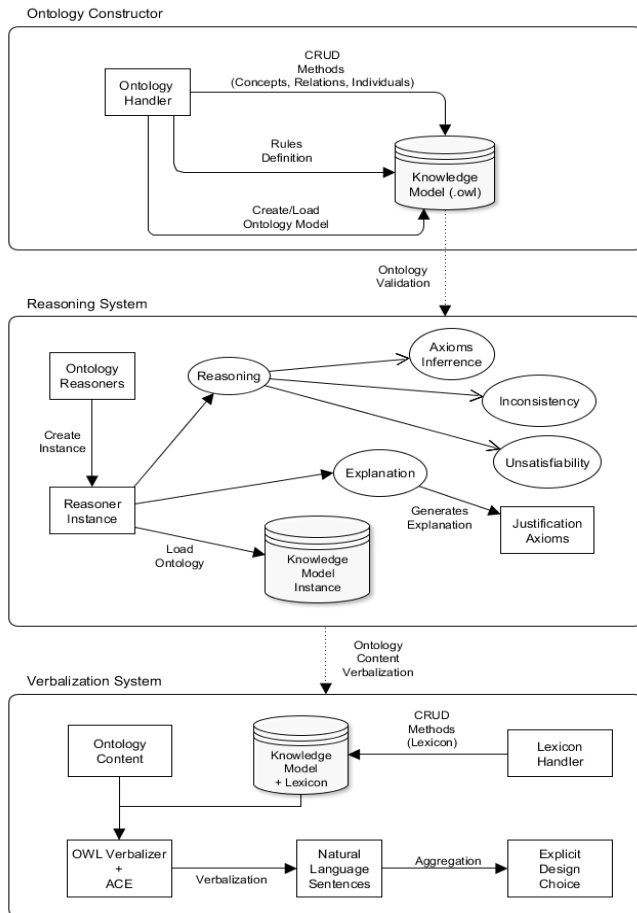 Ontology Constructor
CRUD
Methods
(Concepts, Relations, Individuals)
Ontology
Handler
Rules
Definition
Knowledge
Model (.owl)
Create/Load
Ontology Model
Ontology
Validation
Reasoning System
Axioms
Inferrence
Ontology
Reasoners
Reasoning
Inconsistency
Create
Instance
Unsatisfiability
Explanation
Reasoner
Instance
Generates
Explanation
Justification
Axioms
Load
Ontology
Knowledge
Model
Instance
Ontology
Content
Verbalization
Verbalization System
CRUD
Methods
(Lexicon)
Ontology
Content
Knowledge
Model
+ Lexicon
Lexicon
Handler
OWL Verbalizer
+
ACE
Verbalization
Natural
Language
Sentences
Aggregation
Explicit
Design
Choice